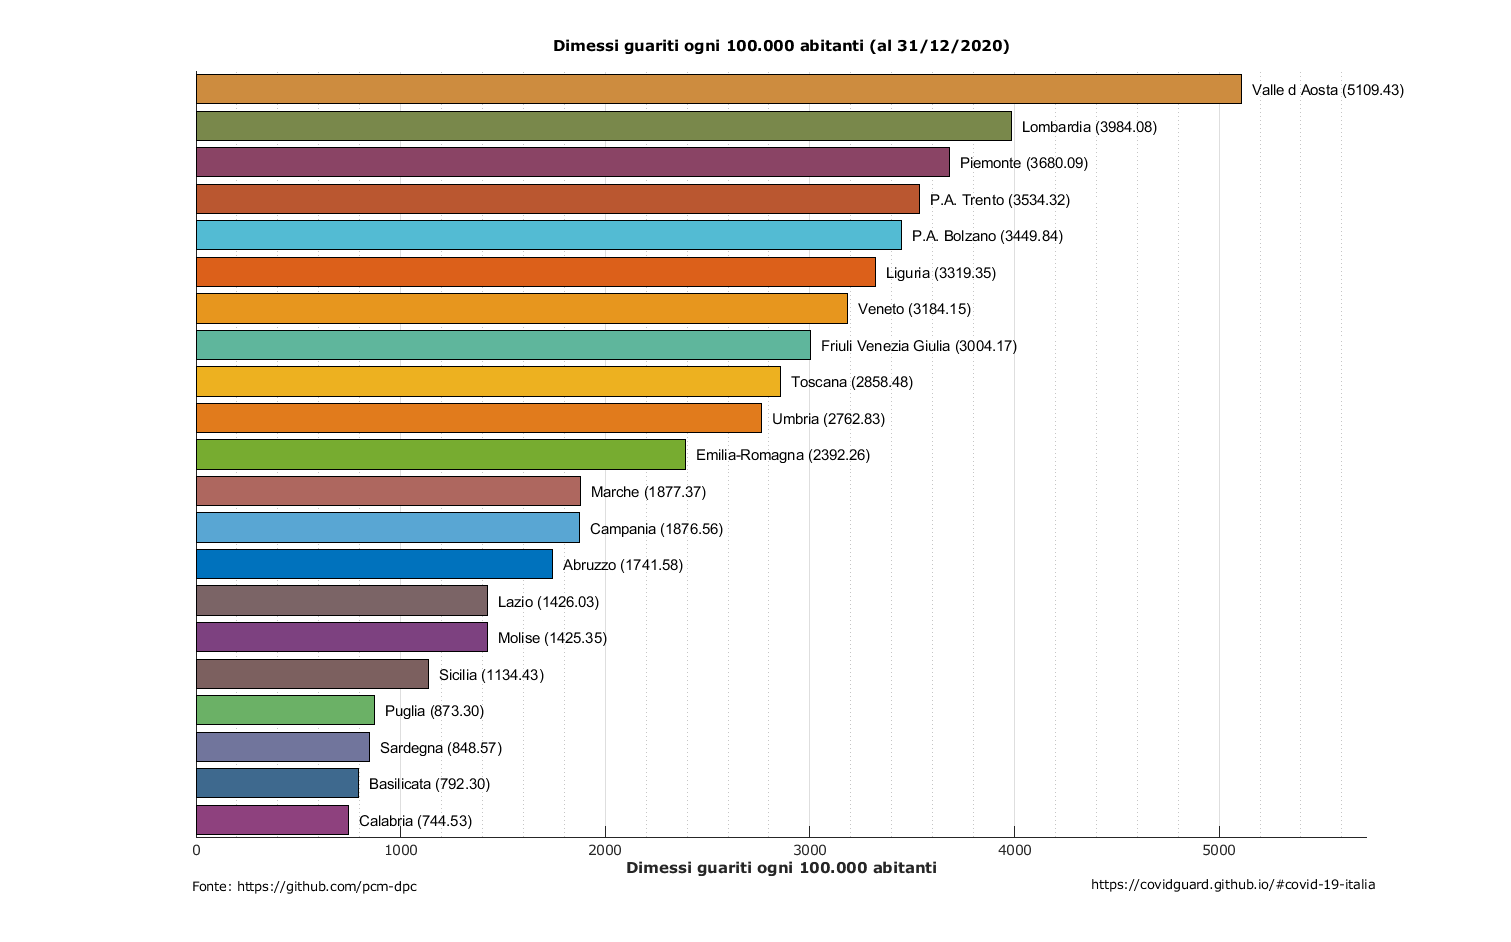 Dimessi guariti ogni 100.000 abitanti (al 31/12/2020)
Valle d Aosta (5109.43)
Lombardia (3984.08)
Piemonte (3680.09)
P.A. Trento (3534.32)
P.A. Bolzano (3449.84)
Liguria (3319.35)
Veneto (3184.15)
Friuli Venezia Giulia (3004.17)
Toscana (2858.48)
Umbria (2762.83)
Emilia-Romagna (2392.26)
Marche (1877.37)
Campania (1876.56)
Abruzzo (1741.58)
Lazio (1426.03)
Molise (1425.35)
Sicilia (1134.43)
Puglia (873.30)
Sardegna (848.57)
Basilicata (792.30)
Calabria (744.53)
0 1000 2000 3000 4000 5000
Dimessi guariti ogni 100.000 abitanti
Fonte: https://github.com/pcm-dpc
https://covidguard.github.io/#covid-19-italia